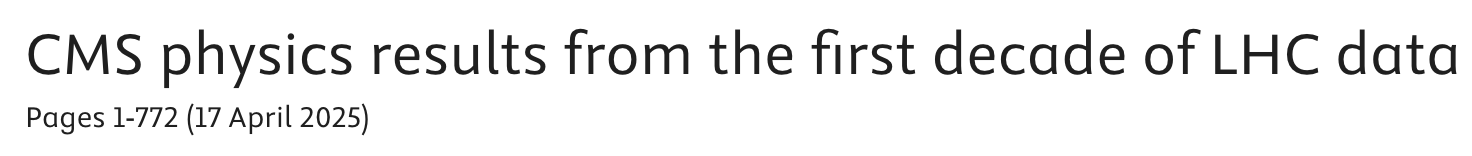 CMS physics results from the first decade of LHC data
Pages 1-772 (17 April 2025)